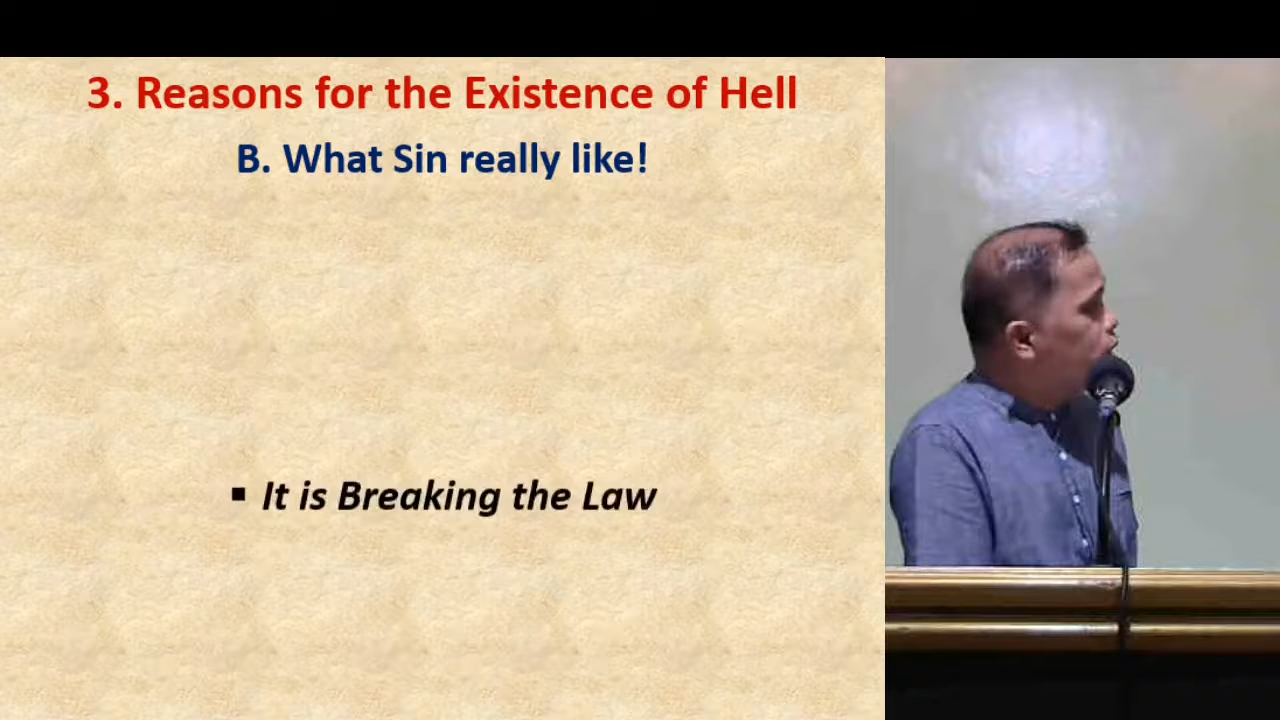 3. Reasons for the Existence of Hell
B. What Sin really like!
▪ It is Breaking the Law